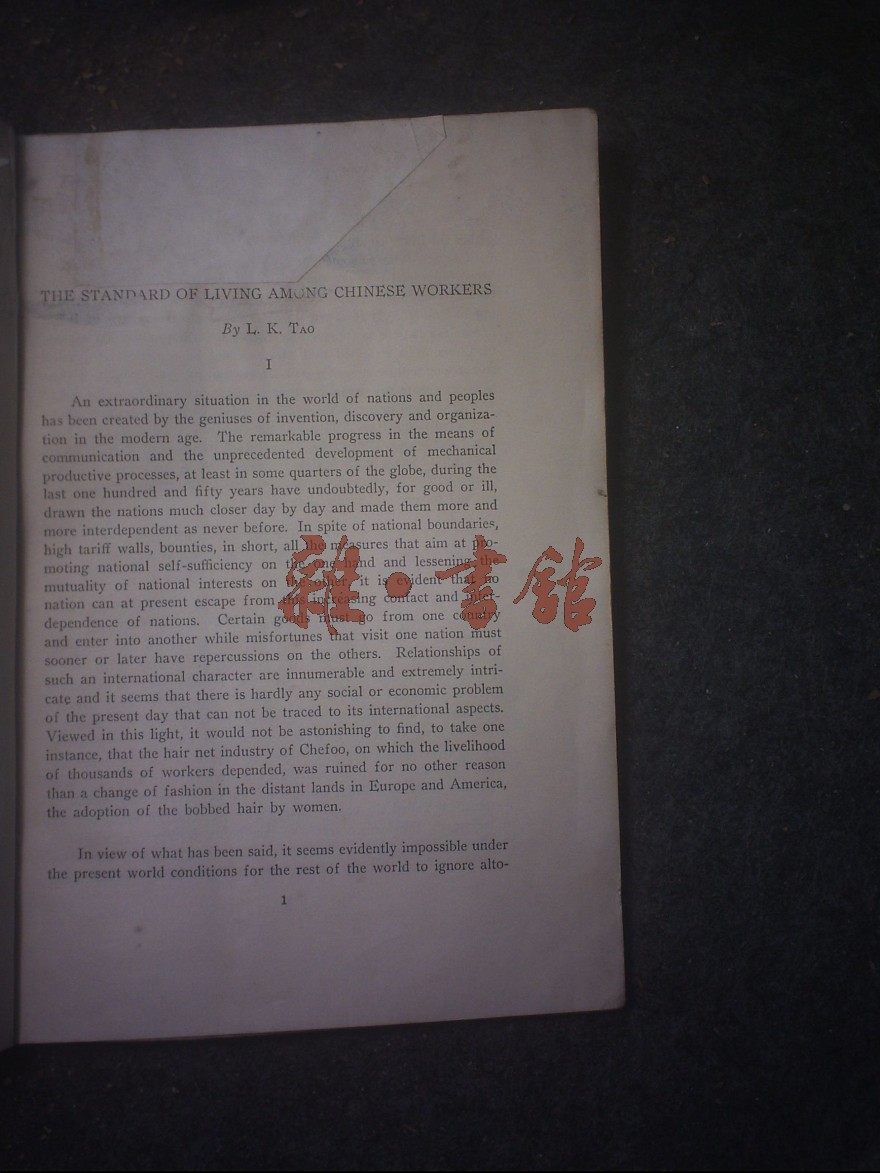 THE STANDARD OF LIVING AMONG CHINESE WORKERS
By L. K. TAO
I
An extraordinary situation in the world of nations and peoples
has been created by the geniuses of invention, discovery and organiza-
tion in the modern age. The remarkable progress in the means of
communication and the unprecedented development of mechanical
productive processes, at least in some quarters of the globe, during the
last one hundred and fifty years have undoubtedly, for good or ill,
drawn the nations much closer day by day and made them more and
more interdependent as never before. In spite of national boundaries,
high tariff walls, bounties, in short, all the measures that aim at pro-
moting national self-sufficiency on the one hand and lessening the
mutuality of national interests on the other, it is evident that no
nation can at present escape from this increasing contact and inter-
dependence of nations. Certain goods must go from one country
and enter into another while misfortunes that visit one nation must
sooner or later have repercussions on the others. Relationships of
such an international character are innumerable and extremely intri-
cate and it seems that there is hardly any social or economic problem
of the present day that can not be traced to its international aspects.
Viewed in this light, it would not be astonishing to find, to take one
instance, that the hair net industry of Chefoo, on which the livelihood
of thousands of workers depended, was ruined for no other reason
than a change of fashion in the distant lands in Europe and America,
the adoption of the bobbed hair by women.
In view of what has been said, it seems evidently impossible under
the present world conditions for the rest of the world to ignore alto-
1
雜·書館